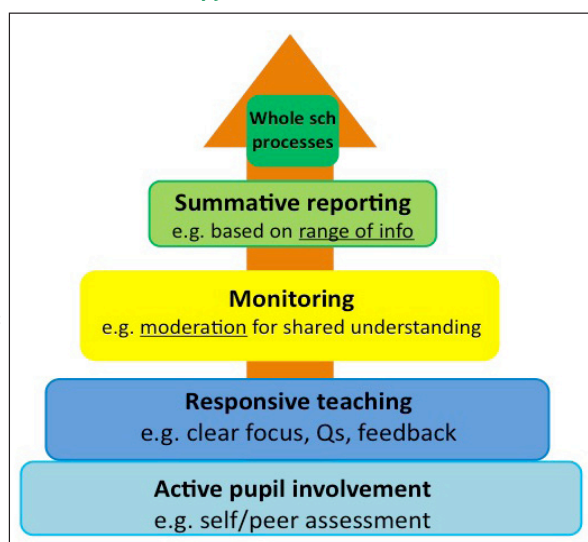 Whole sch
processes
Summative reporting
e.g. based on range of info
Monitoring
e.g. moderation for shared understanding
Responsive teaching
e.g. clear focus, Qs, feedback
Active pupil involvement
e.g. self/peer assessment